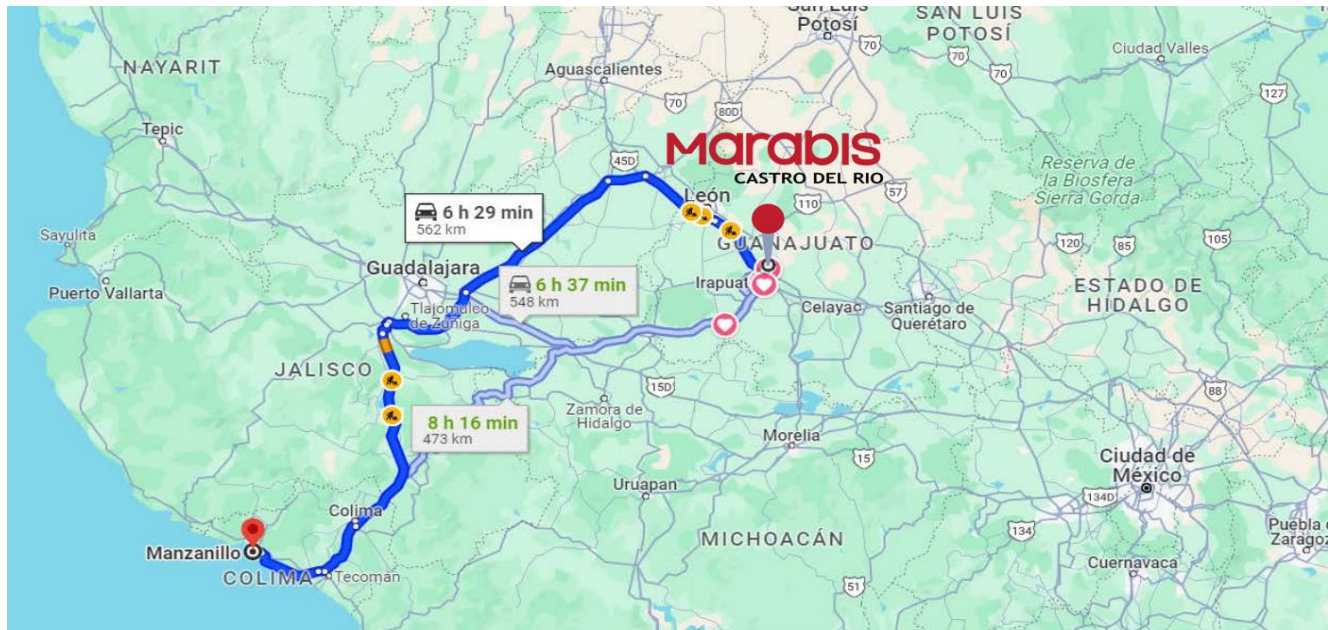 San Luis
Potosí
SAN LUIS
POTOSÍ
70
Ciudad Valles
NAYARIT
Aguascalientes
70
70
70
127
80D
Tepic
Marabis
CASTRO DEL RIO
45D
Reserva de
la Biosfera
Sierra Gorda
57
León
110
6 h 29 min
562 km
Sayulita
GUANAJUATO
120
85
105
Guadalajara
6 h 37 min
548 km
Irapuat
Puerto Vallarta
Celaya
Santiago de
Querétaro
ESTADO DE
HIDALGO
Tlajomulco
de Zúñiga
JALISCO
15D
88
Zamora de
Hidalgo
8 h 16 min
473 km
Morelia
15
Ciudad de
México
Uruapan
134D
Colima
134
MICHOACÁN
Puebla
Zaragoz
Manzanillo
COLIMA
Tecomán
Cuernavaca
51